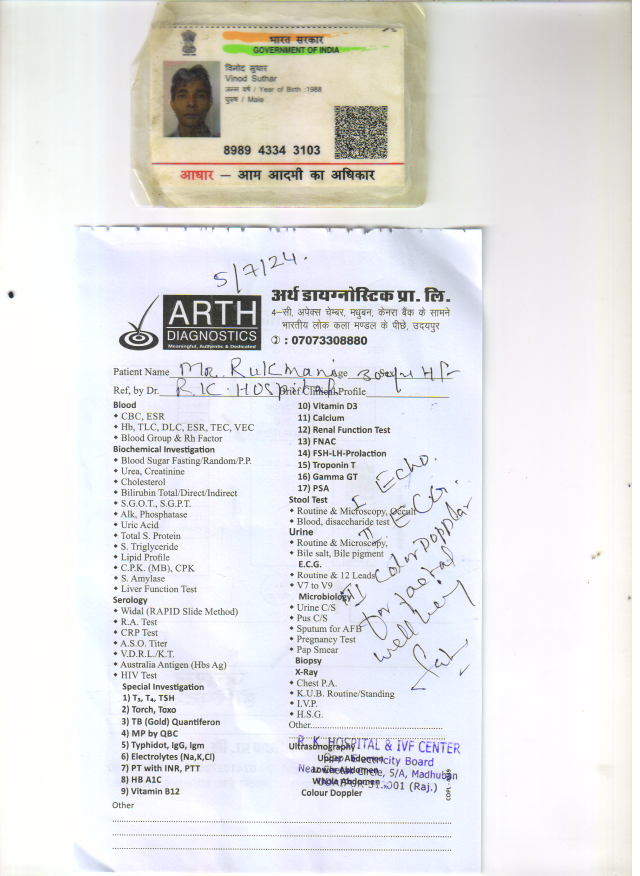 भारत सरकार
GOVERNMENT OF INDIA
विनोद सुथार
Vinod Suthar
जन्म वर्ष / Year of Birth :1988
पुरुष / Male
8989 4334 3103
आधार – आम आदमी का अधिकार
5/7/24.
ARTH
DIAGNOSTICS
Meaningful, Authentic & Dedicated
अर्थ डायग्नोस्टिक प्रा. लि.
4–सी, अपेक्स चेम्बर, मधुबन, केनरा बैंक के सामने
भारतीय लोक कला मण्डल के पीछे, उदयपुर
: 07073308880
Patient Name Mr. Rukmani Age
Ref, by Dr. R.K. Hospital Brief Clinical Profile
Blood
CBC, ESR
Hb, TLC, DLC, ESR, TEC, VEC
Blood Group & Rh Factor
Biochemical Investigation
Blood Sugar Fasting/Random/P.P.
Urea, Creatinine
Cholesterol
Bilirubin Total/Direct/Indirect
S.G.O.T., S.G.P.T.
Alk, Phosphatase
Uric Acid
Total S. Protein
S. Triglyceride
Lipid Profile
C.P.K. (MB), CPK
S. Amylase
Liver Function Test
Serology
Widal (RAPID Slide Method)
R.A. Test
CRP Test
A.S.O. Titer
V.D.R.L./K.T.
Australia Antigen (Hbs Ag)
HIV Test
Special Investigation
1) T₃, T₄, TSH
2) Torch, Toxo
3) TB (Gold) Quantiferon
4) MP by QBC
5) Typhidot, IgG, Igm
6) Electrolytes (Na,K,Cl)
7) PT with INR, PTT
8) HB A1C
9) Vitamin B12
Other
10) Vitamin D3
11) Calcium
12) Renal Function Test
13) FNAC
14) FSH-LH-Prolaction
15) Troponin T
16) Gamma GT
17) PSA
Stool Test
Routine & Microscopy, Occult
Blood, disaccharide test
Urine
Routine & Microscopy,
Bile salt, Bile pigment
E.C.G.
Routine & 12 Leads
V7 to V9
Microbiology
Urine C/S
Pus C/S
Sputum for AFB
Pregnancy Test
Pap Smear
Biopsy
X-Ray
Chest P.A.
K.U.B. Routine/Standing
I.V.P.
H.S.G.
Other
Ultrasonography
Upper Abdomen
Lower Abdomen
Whole Abdomen
Colour Doppler
I Echo.
II ECG.
III Color Doppler
for faetal
well being
R. K. HOSPITAL & IVF CENTER
Electricity Board
Circle, 5/A, Madhuban
(Raj.)